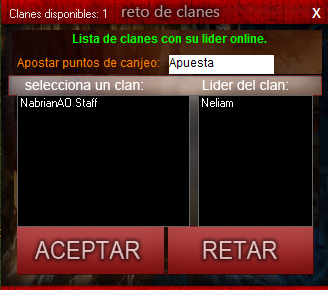 Clanes disponibles: 1 reto de clanes X
Lista de clanes con su lider online.
Apostar puntos de canjeo: Apuesta
selecciona un clan: Lider del clan:
NabrianAO Staff Neliam
ACEPTAR RETAR